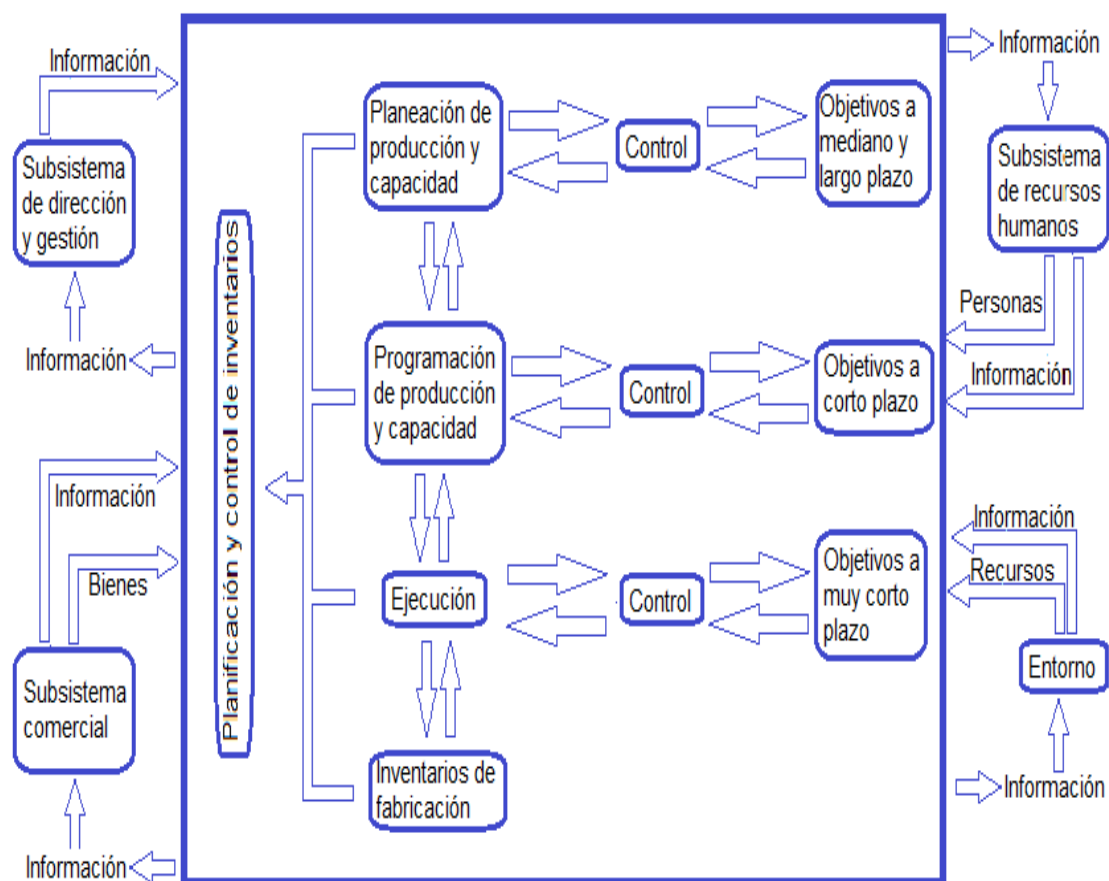 Información
Subsistema
de dirección
y gestión
Información
Información
Bienes
Subsistema
comercial
Información
Planificación y control de inventarios
Planeación de
producción y
capacidad
Control
Objetivos a
mediano y
largo plazo
Programación
de producción
y capacidad
Control
Objetivos a
corto plazo
Ejecución
Control
Objetivos a
muy corto
plazo
Inventarios de
fabricación
Información
Subsistema
de recursos
humanos
Personas
Información
Información
Recursos
Entorno
Información